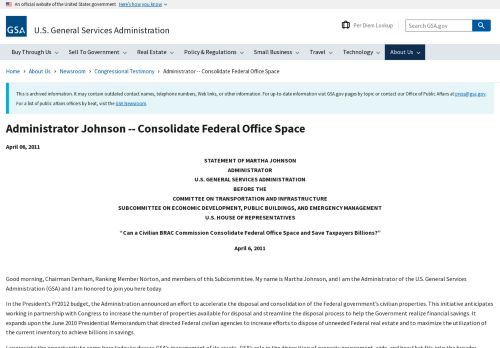 An official website of the United States government Here's how you know
GSA
U.S. General Services Administration
Per Diem Lookup
Search GSA.gov
Buy Through Us
Sell To Government
Real Estate
Policy & Regulations
Small Business
Travel
Technology
About Us
Home › About Us › Newsroom › Congressional Testimony › Administrator -- Consolidate Federal Office Space
This is archived information. It may contain outdated contact names, telephone numbers, Web links, or other information. For up-to-date information visit GSA.gov pages by topic or contact our Office of Public Affairs at press@gsa.gov.
For a list of public affairs officers by beat, visit the GSA Newsroom.
Administrator Johnson -- Consolidate Federal Office Space
April 06, 2011
STATEMENT OF MARTHA JOHNSON
ADMINISTRATOR
U.S. GENERAL SERVICES ADMINISTRATION
BEFORE THE
COMMITTEE ON TRANSPORTATION AND INFRASTRUCTURE
SUBCOMMITTEE ON ECONOMIC DEVELOPMENT, PUBLIC BUILDINGS, AND EMERGENCY MANAGEMENT
U.S. HOUSE OF REPRESENTATIVES
"Can a Civilian BRAC Commission Consolidate Federal Office Space and Save Taxpayers Billions?"
April 6, 2011
Good morning, Chairman Denham, Ranking Member Norton, and members of this Subcommittee. My name is Martha Johnson, and I am the Administrator of the U.S. General Services
Administration (GSA) and I am honored to join you here today.
In the President's FY2012 budget, the Administration announced an effort to accelerate the disposal and consolidation of the Federal government's civilian properties. This initiative anticipates
working in partnership with Congress to increase the number of properties available for disposal and streamline the disposal process to help the Government realize financial savings. It
expands upon the June 2010 Presidential Memorandum that directed Federal agencies to increase efforts to dispose of unneeded Federal real estate and to maximize the utilization of
the current inventory to achieve billions in savings.